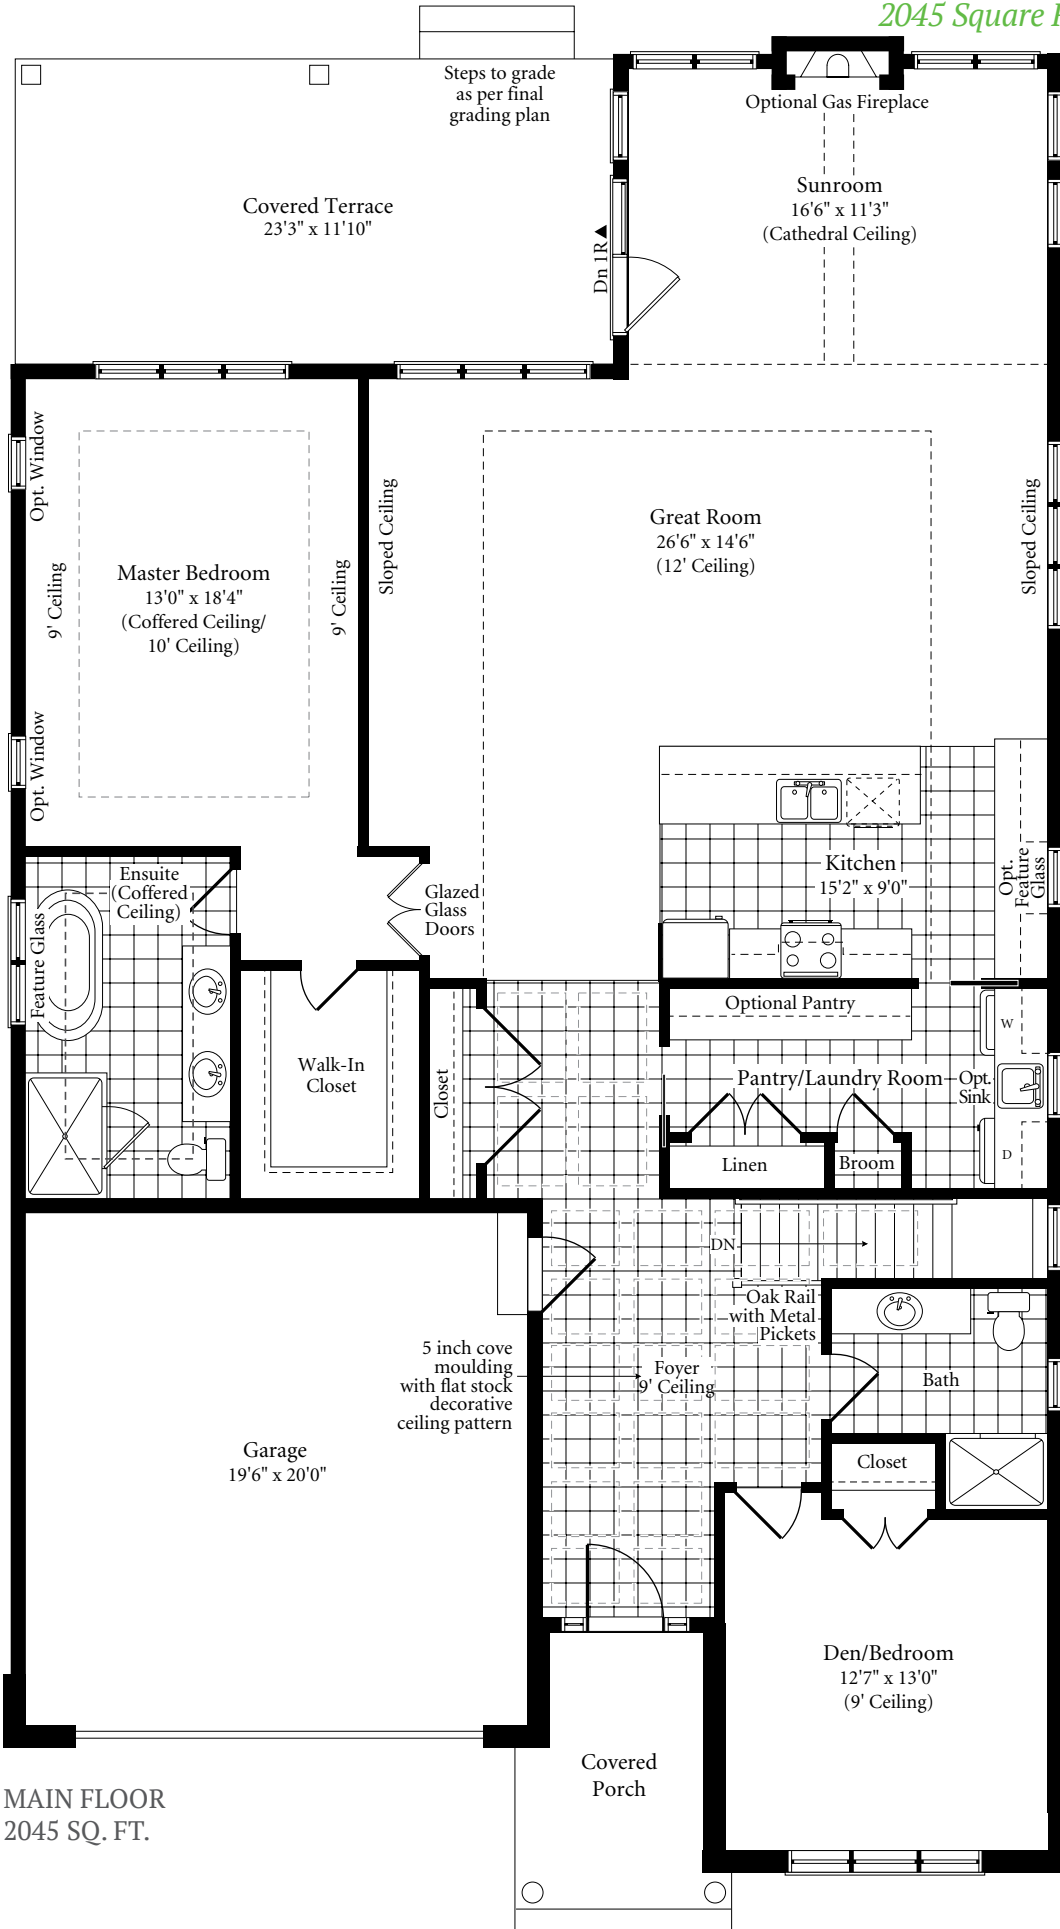 2045 Square
Steps to grade
as per final
grading plan
Optional Gas Fireplace
Covered Terrace
23'3" x 11'10"
Sunroom
16'6" x 11'3"
(Cathedral Ceiling)
Dn 1R
Opt. Window
9' Ceiling
Master Bedroom
13'0" x 18'4"
(Coffered Ceiling/
10' Ceiling)
9' Ceiling
Sloped Ceiling
Great Room
26'6" x 14'6"
(12' Ceiling)
Sloped Ceiling
Opt. Window
Ensuite
(Coffered
Ceiling)
Feature Glass
Glazed
Glass
Doors
Kitchen
15'2" x 9'0"
Opt.
Feature
Glass
Optional Pantry
W
Walk-In
Closet
Closet
Pantry/Laundry Room
Opt.
Sink
Linen
Broom
D
DN
Oak Rail
with Metal
Pickets
5 inch cove
moulding
with flat stock
decorative
ceiling pattern
Foyer
9' Ceiling
Bath
Garage
19'6" x 20'0"
Closet
Den/Bedroom
12'7" x 13'0"
(9' Ceiling)
Covered
Porch
MAIN FLOOR
2045 SQ. FT.